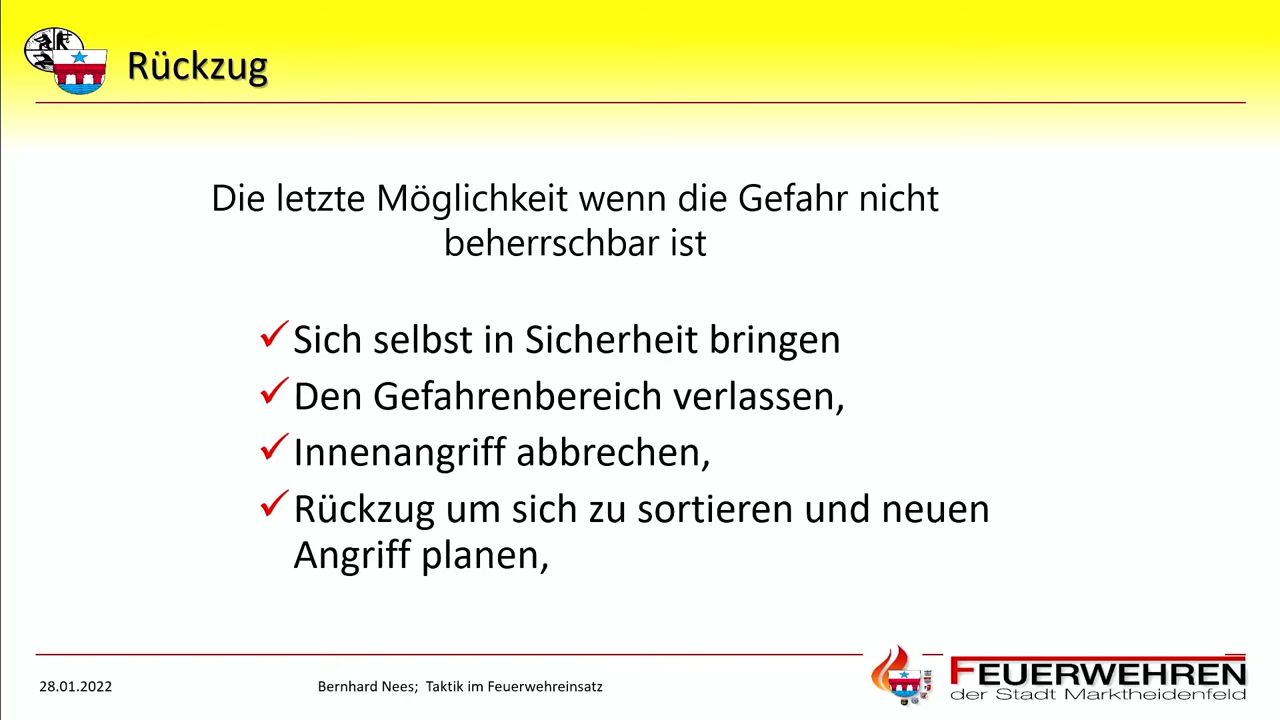 Rückzug
Die letzte Möglichkeit wenn die Gefahr nicht
beherrschbar ist
Sich selbst in Sicherheit bringen
Den Gefahrenbereich verlassen,
Innenangriff abbrechen,
Rückzug um sich zu sortieren und neuen
Angriff planen,
28.01.2022
Bernhard Nees; Taktik im Feuerwehreinsatz
FEUERWEHREN
der Stadt Marktheidenfeld